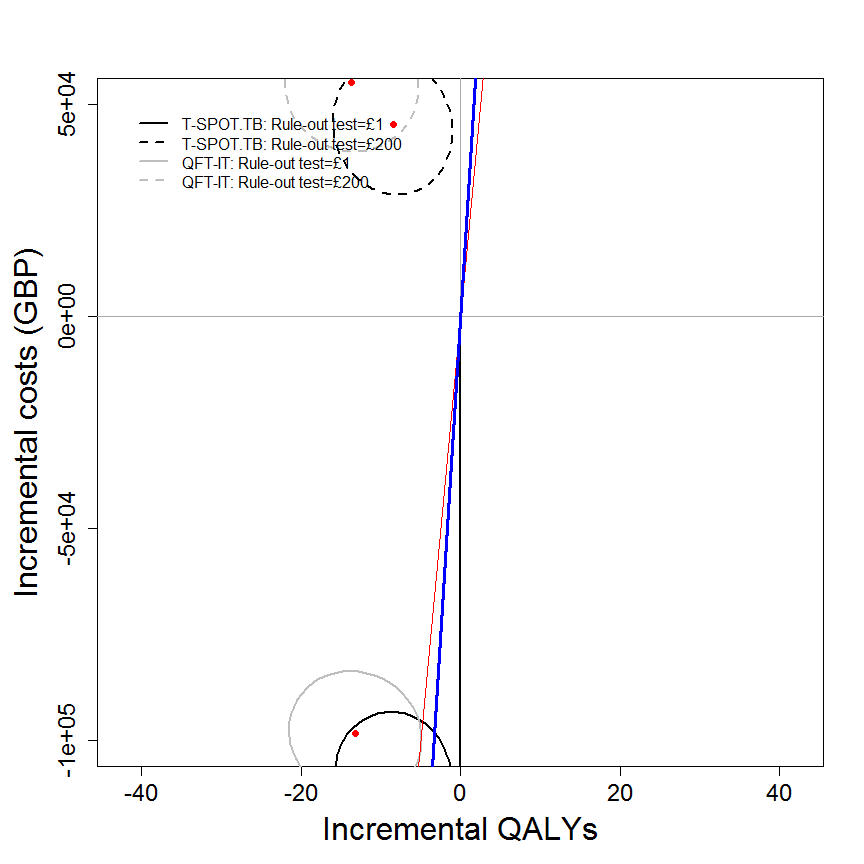 5e+04
0e+00
-5e+04
-1e+05
Incremental costs (GBP)
T-SPOT.TB: Rule-out test=£1
T-SPOT.TB: Rule-out test=£200
QFT-IT: Rule-out test=£1
QFT-IT: Rule-out test=£200
-40 -20 0 20 40
Incremental QALYs